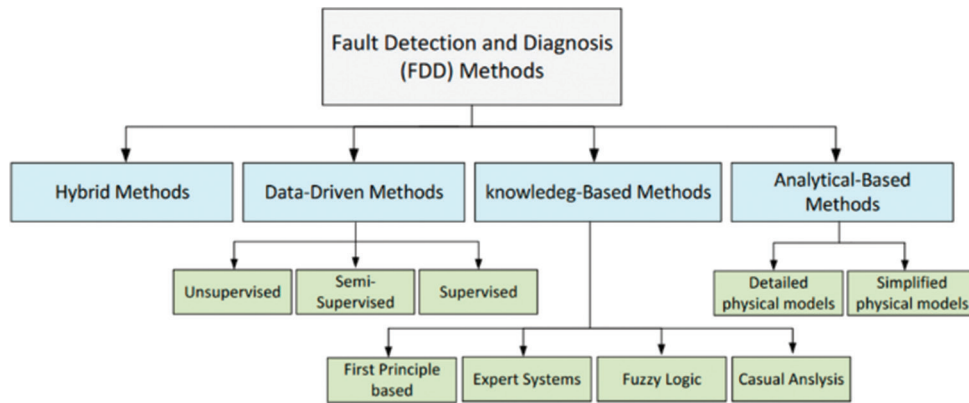 Fault Detection and Diagnosis
(FDD) Methods
Hybrid Methods
Data-Driven Methods
knowledeg-Based Methods
Analytical-Based
Methods
Unsupervised
Semi-
Supervised
Supervised
Detailed
physical models
Simplified
physical models
First Principle
based
Expert Systems
Fuzzy Logic
Casual Anslysis